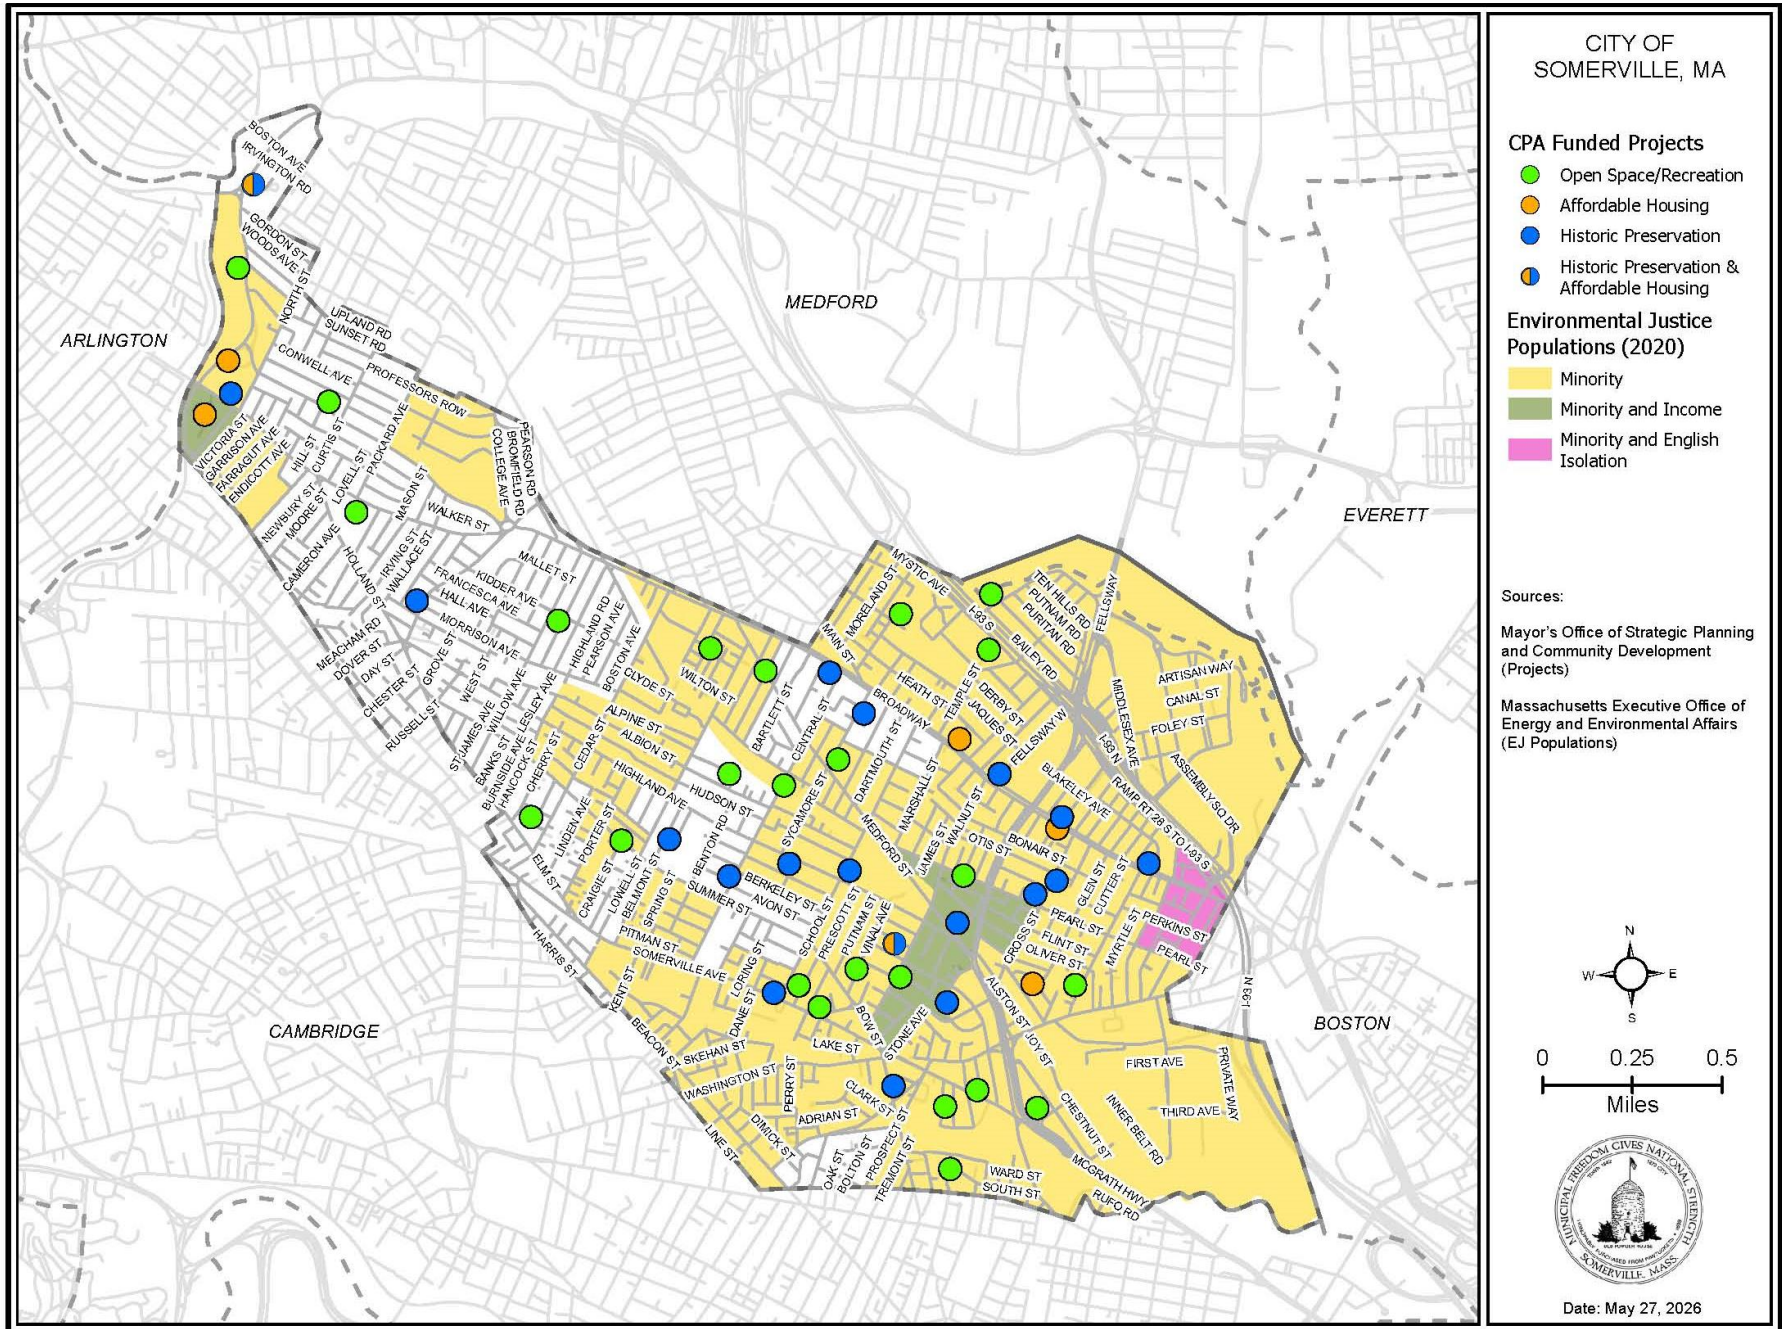 CITY OF
SOMERVILLE, MA
CPA Funded Projects
Open Space/Recreation
Affordable Housing
Historic Preservation
Historic Preservation &
Affordable Housing
Environmental Justice
Populations (2020)
Minority
Minority and Income
Minority and English
Isolation
Sources:
Mayor's Office of Strategic Planning
and Community Development
(Projects)
Massachusetts Executive Office of
Energy and Environmental Affairs
(EJ Populations)
N
W
E
S
0
0.25
0.5
Miles
MUNICIPAL FREEDOM GIVES NATIONAL STRENGTH
SOMERVILLE, MASS.
Date: May 27, 2026
ARLINGTON
MEDFORD
EVERETT
CAMBRIDGE
BOSTON
BOSTON AVE
IRVINGTON RD
GORDON ST
WOODS AVE
NORTH ST
UPLAND RD
SUNSET RD
CONWELL AVE
PROFESSORS ROW
VICTORIA ST
GARRISON AVE
FARRAGUT AVE
ENDICOTT AVE
HILL ST
CURTIS ST
LOVELL ST
PACKARD AVE
MASON ST
COLLEGE AVE
BROMFIELD RD
PEARSON RD
NEWBURY ST
MOORE ST
CAMERON AVE
HOLLAND ST
IRVING ST
WALLACE ST
WALKER ST
MALLET ST
KIDDER AVE
FRANCESCA AVE
HALL AVE
MORRISON AVE
MEACHAM RD
DOVER ST
DAY ST
CHESTER ST
RUSSELL ST
GROVE ST
WEST ST
WILLOW AVE
ST JAMES AVE
LESLEY AVE
BANKS ST
BURNSIDE AVE
HANCOCK ST
CHERRY ST
CEDAR ST
HIGHLAND RD
PEARSON AVE
BOSTON AVE
CLYDE ST
WILTON ST
ALPINE ST
ALBION ST
HIGHLAND AVE
HUDSON ST
BARTLETT ST
CENTRAL ST
SYCAMORE ST
DARTMOUTH ST
MEDFORD ST
MARSHALL ST
WALNUT ST
JAMES ST
MAIN ST
MORELAND ST
MYSTIC AVE
I-93 S
BAILEY RD
TEN HILLS RD
PUTNAM RD
PURITAN RD
FELLSWAY
HEATH ST
BROADWAY
TEMPLE ST
DERBY ST
JAQUES ST
FELLSWAY W
MIDDLESEX AVE
I-93 N
ARTISAN WAY
CANAL ST
FOLEY ST
ASSEMBLY SQ DR
RAMP RT 28 S TO I-93 S
BLAKELEY AVE
OTIS ST
BONAIR ST
GLEN ST
CUTTER ST
CROSS ST
PEARL ST
FLINT ST
OLIVER ST
MYRTLE ST
PERKINS ST
PEARL ST
I-93 N
LINDEN AVE
PORTER ST
ELM ST
CRAIGIE ST
LOWELL ST
BELMONT ST
SPRING ST
BENTON RD
SUMMER ST
BERKELEY ST
AVON ST
SCHOOL ST
PRESCOTT ST
PUTNAM ST
VINAL AVE
PITMAN ST
SOMERVILLE AVE
HARRIS ST
KENT ST
LORING ST
DANE ST
BEACON ST
SKEHAN ST
WASHINGTON ST
PERRY ST
LAKE ST
BOW ST
STONE AVE
CLARK ST
ADRIAN ST
DIMICK ST
LINE ST
OAK ST
BOLTON ST
PROSPECT ST
TREMONT ST
WARD ST
SOUTH ST
ALSTON ST
JOY ST
CHESTNUT ST
INNER BELT RD
FIRST AVE
THIRD AVE
PRIVATE WAY
MCGRATH HWY
RUFO RD